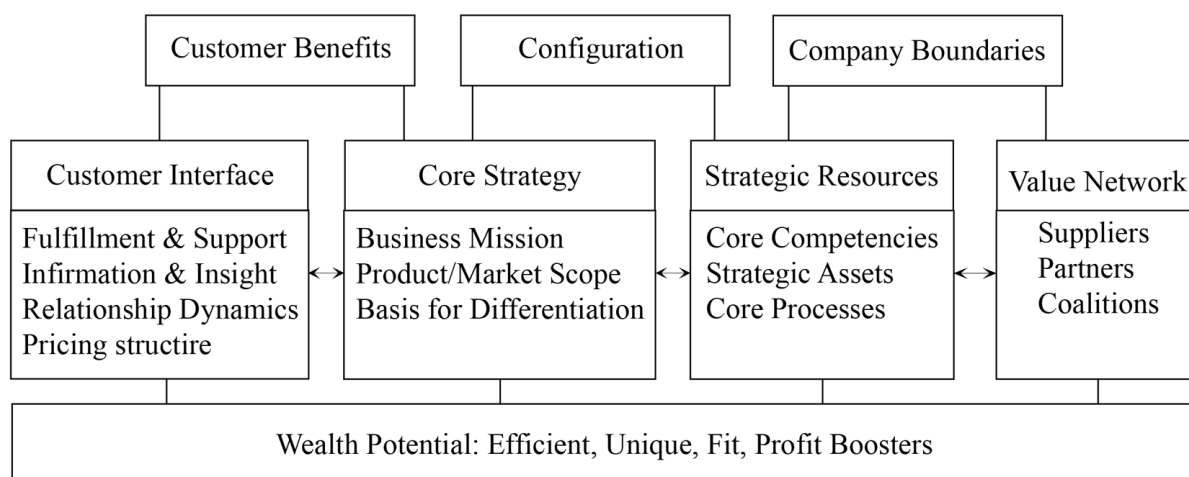 Customer Benefits
Configuration
Company Boundaries
Customer Interface
Fulfillment & Support
Infirmation & Insight
Relationship Dynamics
Pricing structire
Core Strategy
Business Mission
Product/Market Scope
Basis for Differentiation
Strategic Resources
Core Competencies
Strategic Assets
Core Processes
Value Network
Suppliers
Partners
Coalitions
Wealth Potential: Efficient, Unique, Fit, Profit Boosters